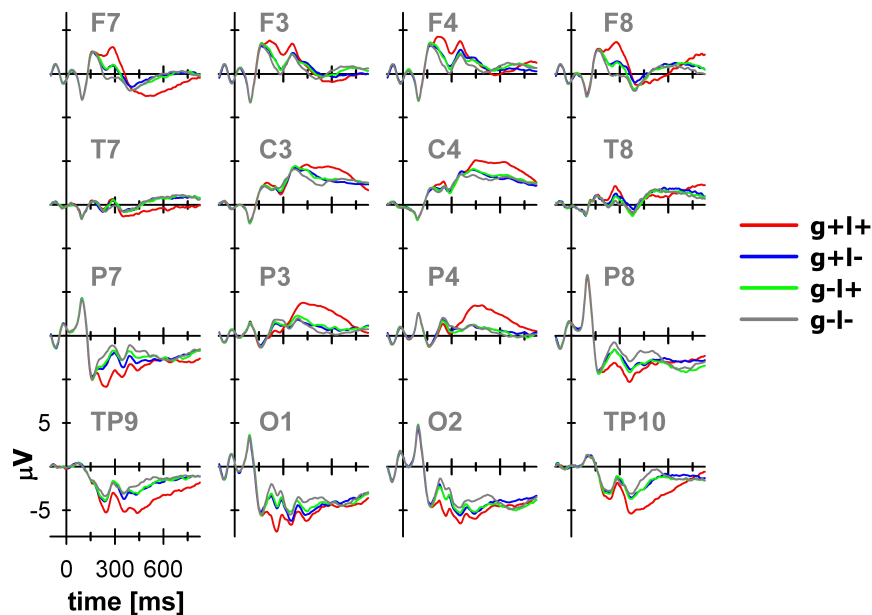 F7 F3 F4 F8
T7 C3 C4 T8
g+l+
g+l-
g-l+
g-l-
P7 P3 P4 P8
5 TP9 O1 O2 TP10
μV
-5
0 300 600
time [ms]